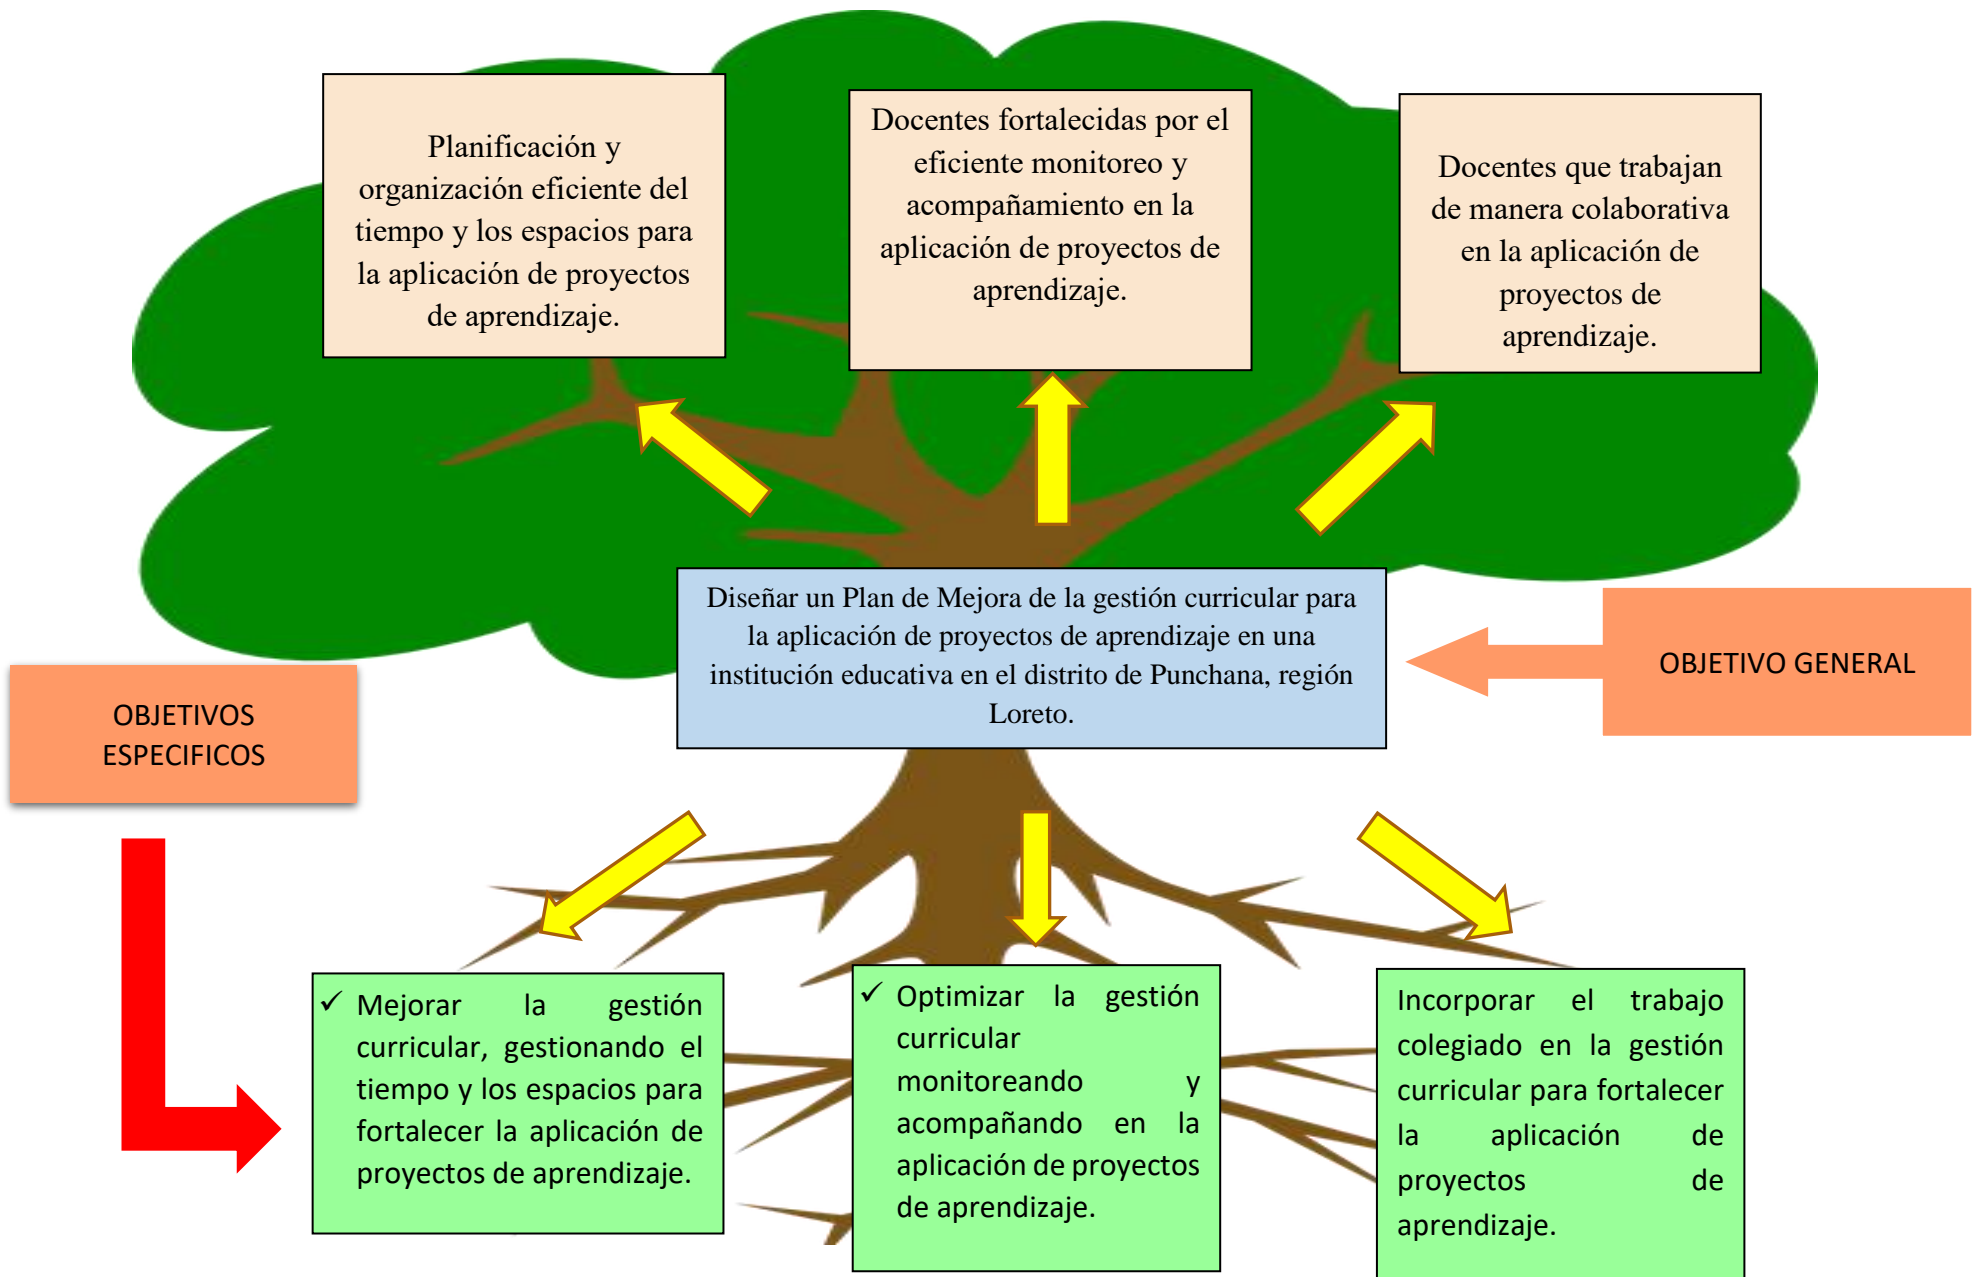 Planificación y
organización eficiente del
tiempo y los espacios para
la aplicación de proyectos
de aprendizaje.
Docentes fortalecidas por el
eficiente monitoreo y
acompañamiento en la
aplicación de proyectos de
aprendizaje.
Docentes que trabajan
de manera colaborativa
en la aplicación de
proyectos de
aprendizaje.
Diseñar un Plan de Mejora de la gestión curricular para
la aplicación de proyectos de aprendizaje en una
institución educativa en el distrito de Punchana, región
Loreto.
OBJETIVO GENERAL
OBJETIVOS
ESPECIFICOS
✓ Mejorar la gestión
curricular, gestionando el
tiempo y los espacios para
fortalecer la aplicación de
proyectos de aprendizaje.
✓ Optimizar la gestión
curricular
monitoreando y
acompañando en la
aplicación de proyectos
de aprendizaje.
Incorporar el trabajo
colegiado en la gestión
curricular para fortalecer
la aplicación de
proyectos de
aprendizaje.